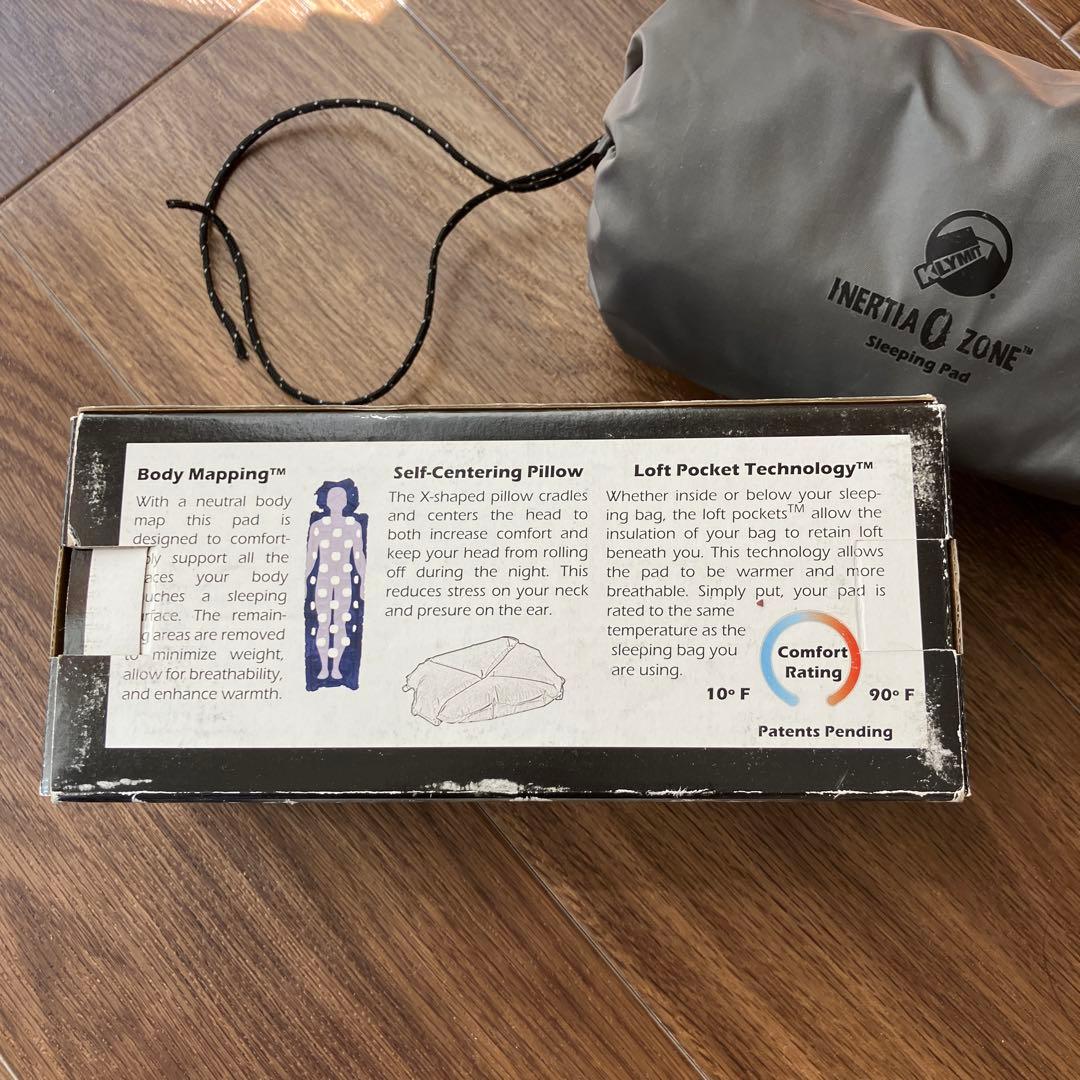 KLYMIT
INERTIA O ZONE™
Sleeping Pad
Body Mapping™
With a neutral body
map this pad is
designed to comfort-
support all the
your body
a sleeping
The remain-
areas are removed
to minimize weight,
allow for breathability,
and enhance warmth.
Self-Centering Pillow
The X-shaped pillow cradles
and centers the head to
both increase comfort and
keep your head from rolling
off during the night. This
reduces stress on your neck
and presure on the ear.
Loft Pocket Technology™
Whether inside or below your sleep-
ing bag, the loft pockets™ allow the
insulation of your bag to retain loft
beneath you. This technology allows
the pad to be warmer and more
breathable. Simply put, your pad is
rated to the same
temperature as the
sleeping bag you
are using.
Comfort
Rating
10º F
90º F
Patents Pending